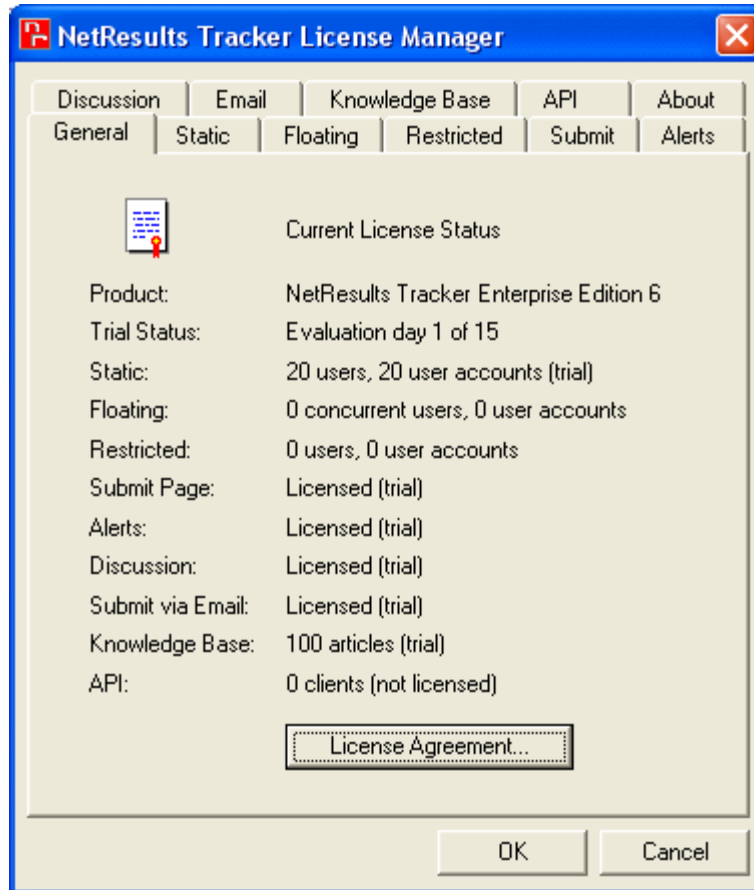 NetResults Tracker License Manager
Discussion Email Knowledge Base API About
General Static Floating Restricted Submit Alerts
Current License Status
Product: NetResults Tracker Enterprise Edition 6
Trial Status: Evaluation day 1 of 15
Static: 20 users, 20 user accounts (trial)
Floating: 0 concurrent users, 0 user accounts
Restricted: 0 users, 0 user accounts
Submit Page: Licensed (trial)
Alerts: Licensed (trial)
Discussion: Licensed (trial)
Submit via Email: Licensed (trial)
Knowledge Base: 100 articles (trial)
API: 0 clients (not licensed)
License Agreement...
OK Cancel